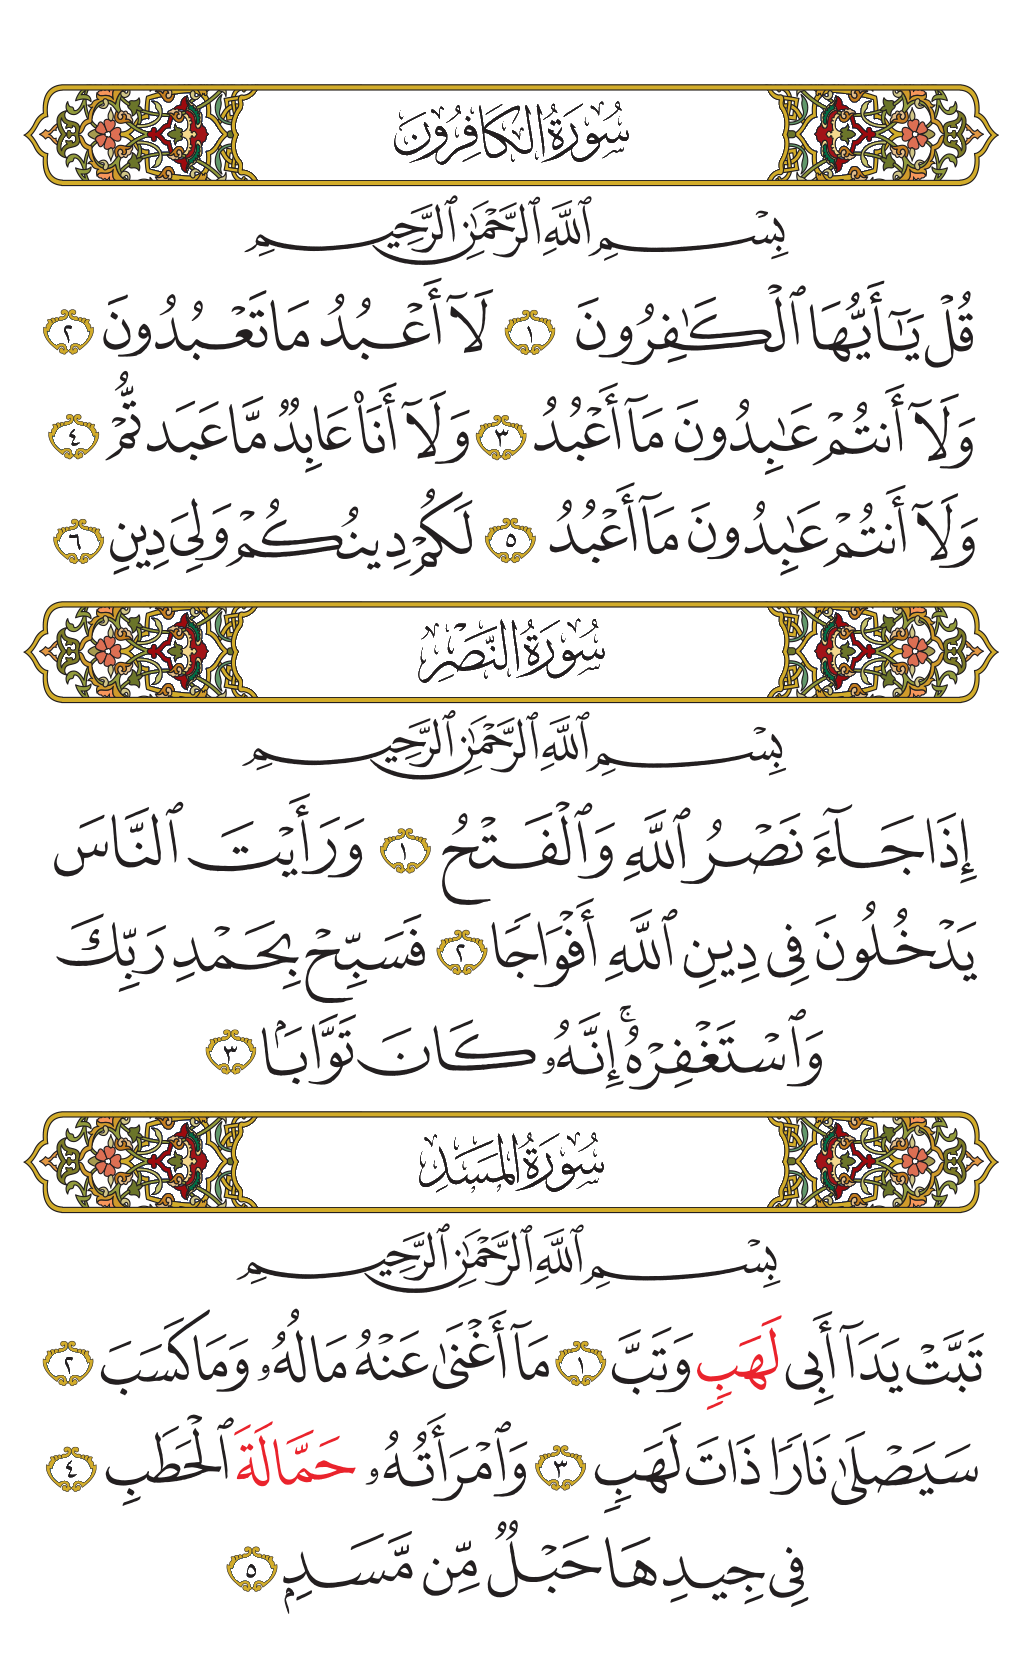 سُورَةُ الكَافِرُونَ
بِسْمِ ٱللَّهِ ٱلرَّحْمَٰنِ ٱلرَّحِيمِ
قُلْ يَٰٓأَيُّهَا ٱلْكَٰفِرُونَ ١ لَآ أَعْبُدُ مَا تَعْبُدُونَ ٢
وَلَآ أَنتُمْ عَٰبِدُونَ مَآ أَعْبُدُ ٣ وَلَآ أَنَا۠ عَابِدٌ مَّا عَبَدتُّمْ ٤
وَلَآ أَنتُمْ عَٰبِدُونَ مَآ أَعْبُدُ ٥ لَكُمْ دِينُكُمْ وَلِىَ دِينِ ٦
سُورَةُ النَّصْرِ
بِسْمِ ٱللَّهِ ٱلرَّحْمَٰنِ ٱلرَّحِيمِ
إِذَا جَآءَ نَصْرُ ٱللَّهِ وَٱلْفَتْحُ ١ وَرَأَيْتَ ٱلنَّاسَ
يَدْخُلُونَ فِى دِينِ ٱللَّهِ أَفْوَاجًا ٢ فَسَبِّحْ بِحَمْدِ رَبِّكَ
وَٱسْتَغْفِرْهُ ۚ إِنَّهُۥ كَانَ تَوَّابًۢا ٣
سُورَةُ المَسَدِ
بِسْمِ ٱللَّهِ ٱلرَّحْمَٰنِ ٱلرَّحِيمِ
تَبَّتْ يَدَآ أَبِى لَهَبٍ وَتَبَّ ١ مَآ أَغْنَىٰ عَنْهُ مَالُهُۥ وَمَا كَسَبَ ٢
سَيَصْلَىٰ نَارًا ذَاتَ لَهَبٍ ٣ وَٱمْرَأَتُهُۥ حَمَّالَةَ ٱلْحَطَبِ ٤
فِى جِيدِهَا حَبْلٌ مِّن مَّسَدٍۭ ٥